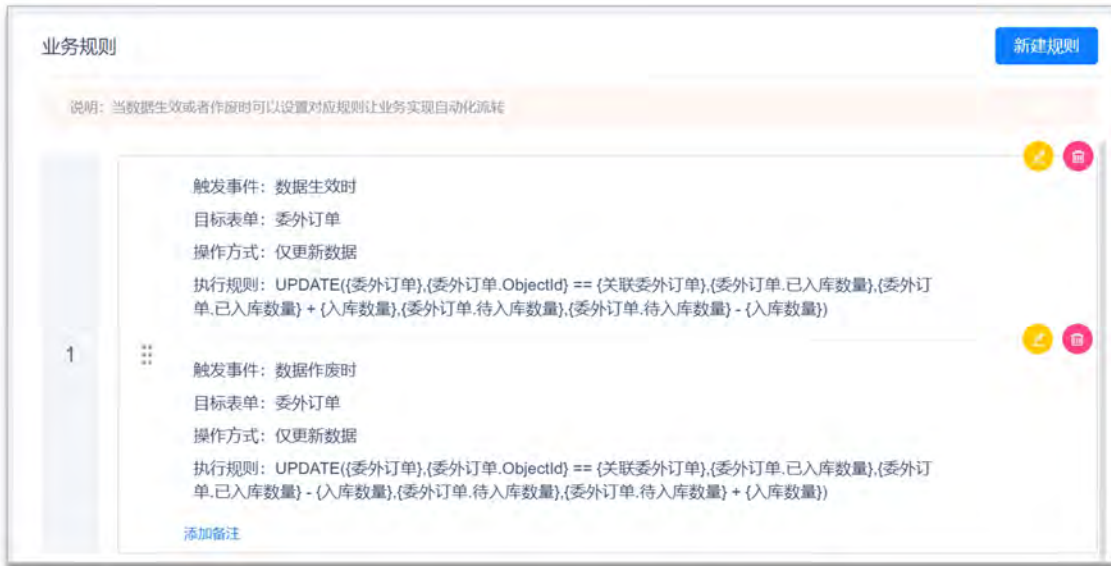 业务规则
新建规则
说明：当数据生效或者作废时可以设置对应规则让业务实现自动化流转
触发事件：数据生效时
目标表单：委外订单
操作方式：仅更新数据
执行规则：UPDATE({委外订单},{委外订单.ObjectId} == {关联委外订单},{委外订单.已入库数量},{委外订
单.已入库数量} + {入库数量},{委外订单.待入库数量},{委外订单.待入库数量} - {入库数量})
1
触发事件：数据作废时
目标表单：委外订单
操作方式：仅更新数据
执行规则：UPDATE({委外订单},{委外订单.ObjectId} == {关联委外订单},{委外订单.已入库数量},{委外订
单.已入库数量} - {入库数量},{委外订单.待入库数量},{委外订单.待入库数量} + {入库数量})
添加备注